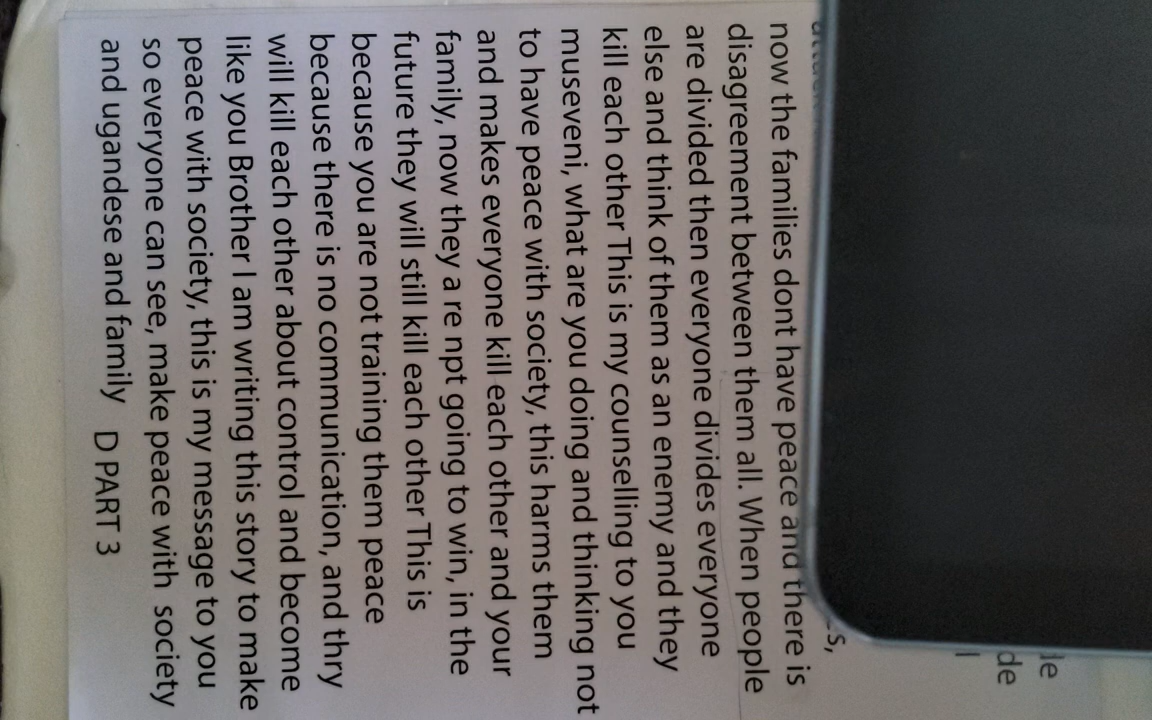 s,
now the families dont have peace and there is
disagreement between them all. When people
are divided then everyone divides everyone
else and think of them as an enemy and they
kill each other This is my counselling to you
museveni, what are you doing and thinking not
to have peace with society, this harms them
and makes everyone kill each other and your
family, now they a re npt going to win, in the
future they will still kill each other This is
because you are not training them peace
because there is no communication, and thry
will kill each other about control and become
like you Brother I am writing this story to make
peace with society, this is my message to you
so everyone can see, make peace with society
and ugandese and family D PART 3